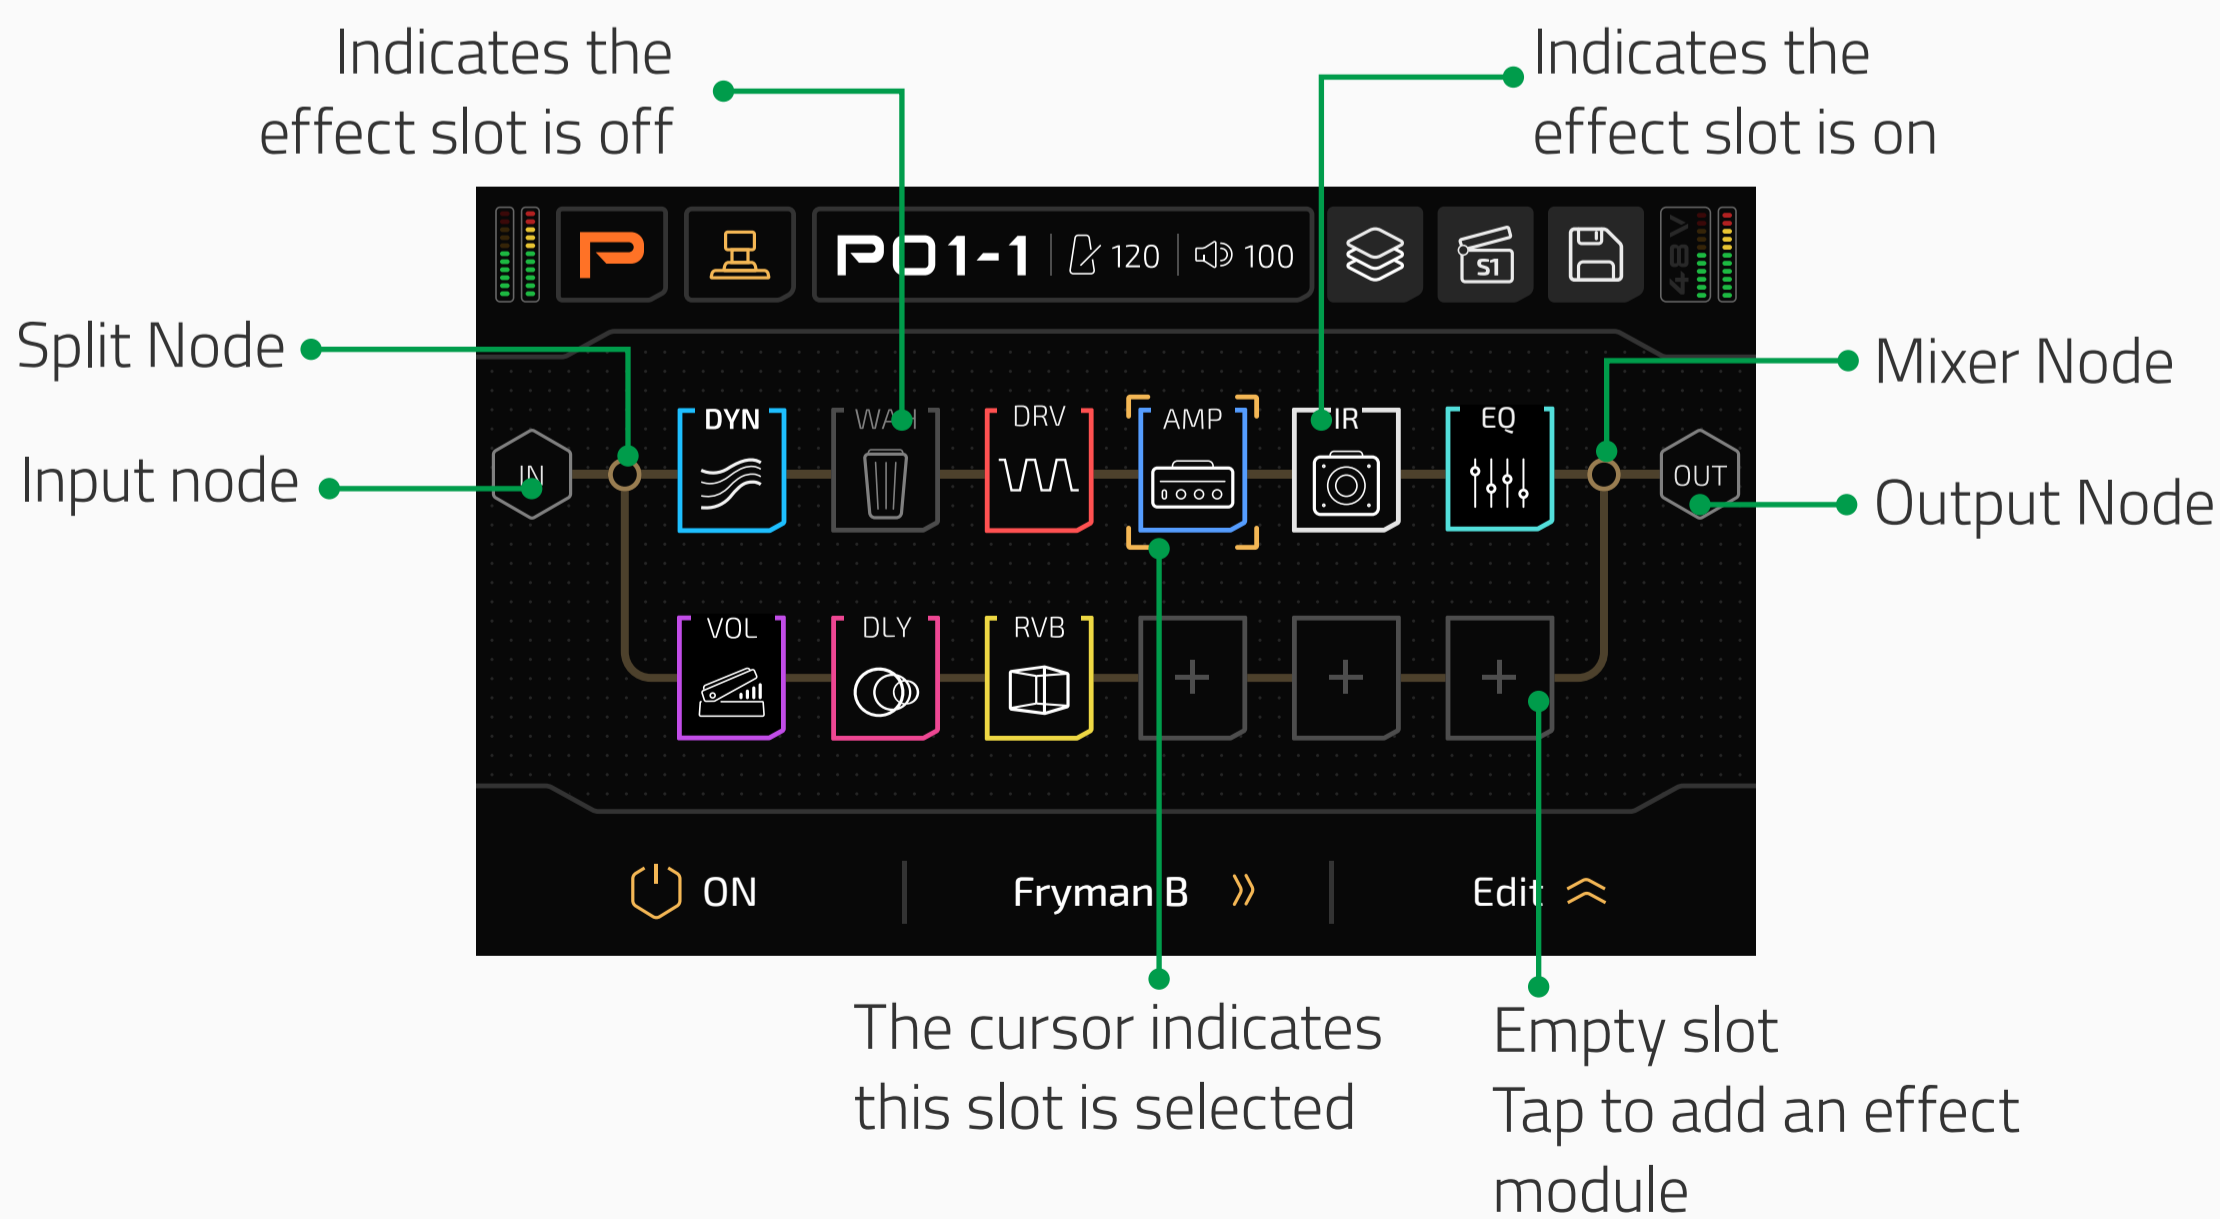 Indicates the
effect slot is off
Indicates the
effect slot is on
P01-1 120 100
S1
48V
Split Node
Mixer Node
Input node
Output Node
IN
DYN WAH DRV AMP IR EQ
OUT
VOL DLY RVB
+ + +
ON Fryman B Edit
The cursor indicates
this slot is selected
Empty slot
Tap to add an effect
module